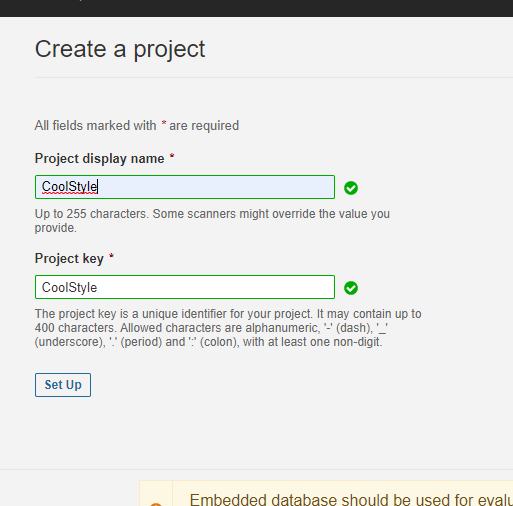 Create a project
All fields marked with * are required
Project display name *
CoolStyle
Up to 255 characters. Some scanners might override the value you
provide.
Project key *
CoolStyle
The project key is a unique identifier for your project. It may contain up to
400 characters. Allowed characters are alphanumeric, '-' (dash), '_'
(underscore), '.' (period) and ':' (colon), with at least one non-digit.
Set Up
Embedded database should be used for evalu